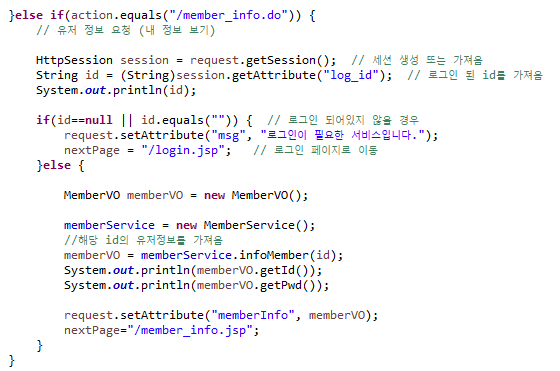 }else if(action.equals("/member_info.do")) {
// 유저 정보 요청 (내 정보 보기)
HttpSession session = request.getSession();  // 세션 생성 또는 가져옴
String id = (String)session.getAttribute("log_id");  // 로그인 된 id를 가져옴
System.out.println(id);
if(id==null || id.equals("")) {  // 로그인 되어있지 않을 경우
request.setAttribute("msg", "로그인이 필요한 서비스입니다.");
nextPage = "/login.jsp";   // 로그인 페이지로 이동
}else {
MemberVO memberVO = new MemberVO();
memberService = new MemberService();
//해당 id의 유저정보를 가져옴
memberVO = memberService.infoMember(id);
System.out.println(memberVO.getId());
System.out.println(memberVO.getPwd());
request.setAttribute("memberInfo", memberVO);
nextPage="/member_info.jsp";
}
}